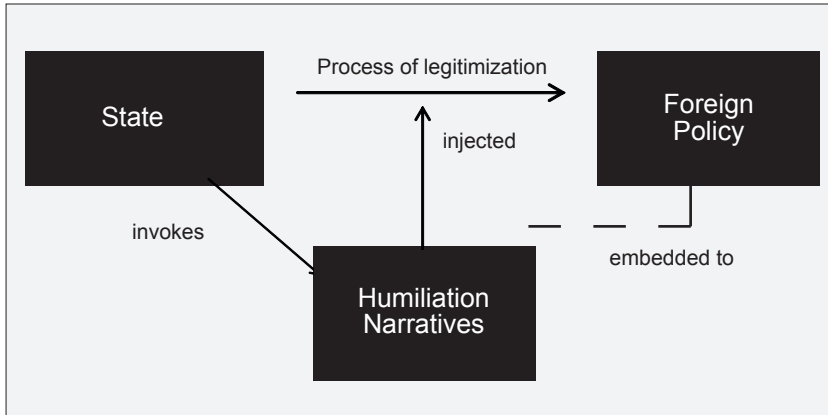 Process of legitimization
State
Foreign
Policy
injected
invokes
embedded to
Humiliation
Narratives